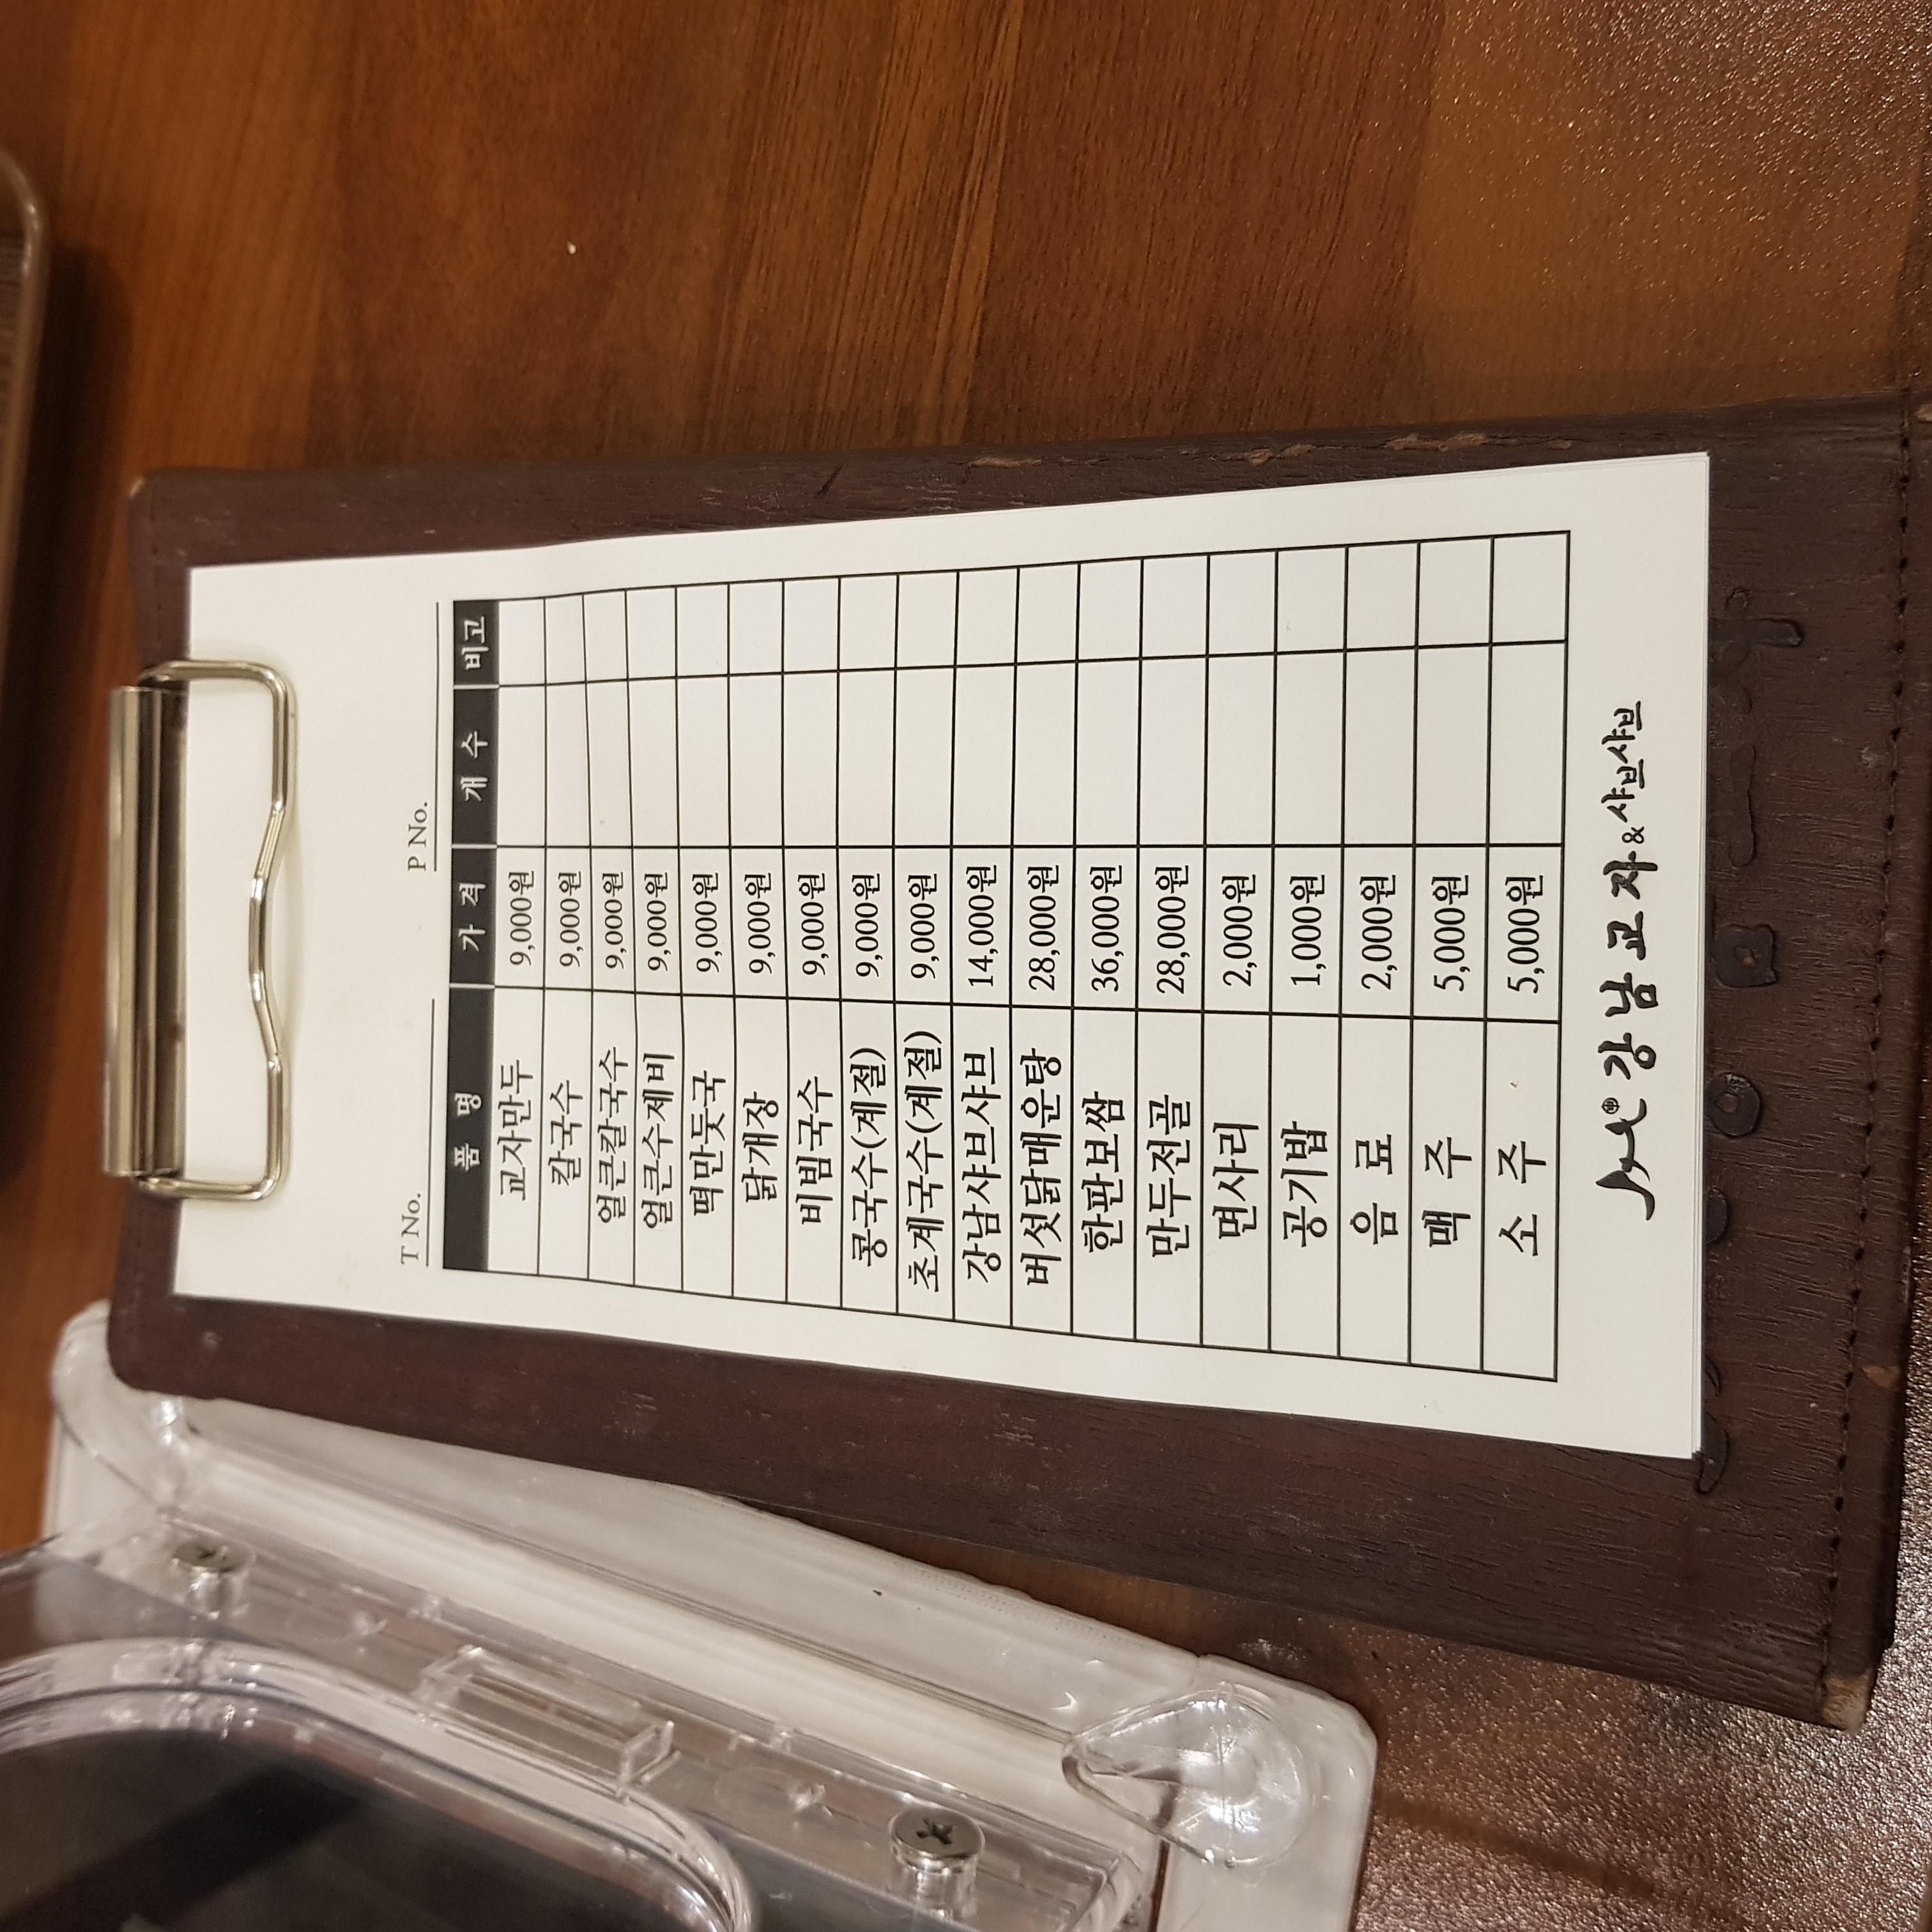 T No. P No.
품 명 가 격 개 수 비고
교자만두 9,000원
칼국수 9,000원
얼큰칼국수 9,000원
얼큰수제비 9,000원
떡만둣국 9,000원
닭개장 9,000원
비빔국수 9,000원
콩국수(계절) 9,000원
초계국수(계절) 9,000원
강남샤브샤브 14,000원
버섯닭매운탕 28,000원
한판보쌈 36,000원
만두전골 28,000원
면사리 2,000원
공기밥 1,000원
음 료 2,000원
맥 주 5,000원
소 주 5,000원
강남교자&샤브샤브